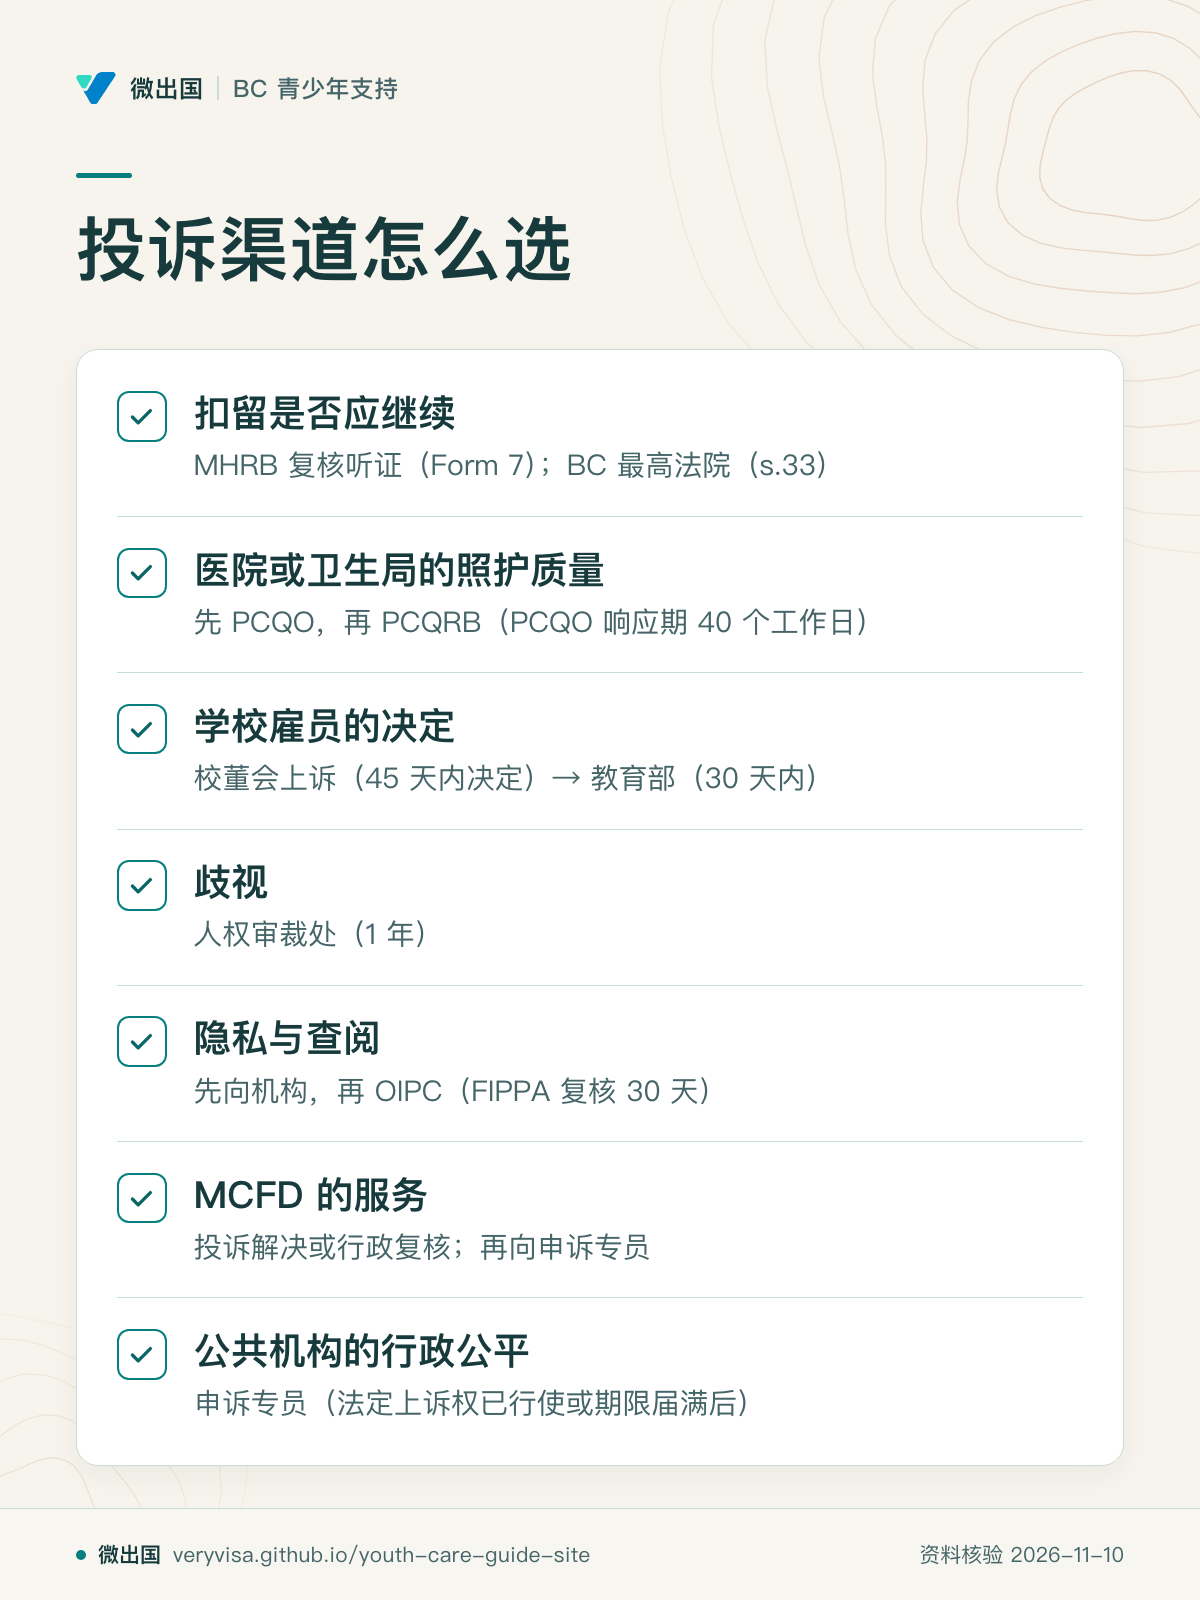 微出国 | BC 青少年支持
投诉渠道怎么选
扣留是否应继续
MHRB 复核听证（Form 7）；BC 最高法院（s.33）
医院或卫生局的照护质量
先 PCQO，再 PCQRB（PCQO 响应期 40 个工作日）
学校雇员的决定
校董会上诉（45 天内决定）→ 教育部（30 天内）
歧视
人权审裁处（1 年）
隐私与查阅
先向机构，再 OIPC（FIPPA 复核 30 天）
MCFD 的服务
投诉解决或行政复核；再向申诉专员
公共机构的行政公平
申诉专员（法定上诉权已行使或期限届满后）
微出国 veryvisa.github.io/youth-care-guide-site
资料核验 2026-11-10